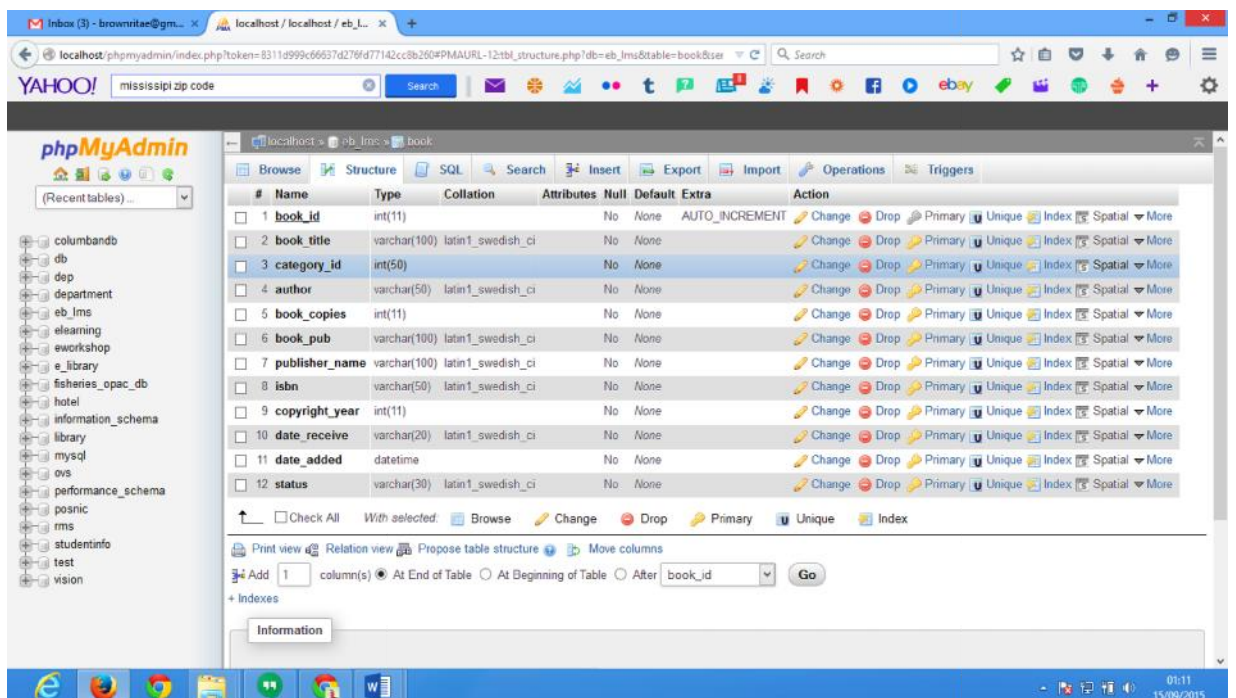 Inbox (3) - brownritae@gm... × localhost / localhost / eb_l... × +
localhost/phpmyadmin/index.php?token=8311d999c66637d276fd77142cc8b260#PMAURL-12:tbl_structure.php?db=eb_lms&table=book&ser Search
YAHOO! mississipi zip code Search ebay
phpMyAdmin
(Recent tables) ...
columbandb
db
dep
department
eb_lms
elearning
eworkshop
e_library
fisheries_opac_db
hotel
information_schema
library
mysql
ovs
performance_schema
posnic
rms
studentinfo
test
vision
localhost » eb_lms » book
Browse Structure SQL Search Insert Export Import Operations Triggers
# Name Type Collation Attributes Null Default Extra Action
1 book_id int(11) No None AUTO_INCREMENT Change Drop Primary Unique Index Spatial More
2 book_title varchar(100) latin1_swedish_ci No None Change Drop Primary Unique Index Spatial More
3 category_id int(50) No None Change Drop Primary Unique Index Spatial More
4 author varchar(50) latin1_swedish_ci No None Change Drop Primary Unique Index Spatial More
5 book_copies int(11) No None Change Drop Primary Unique Index Spatial More
6 book_pub varchar(100) latin1_swedish_ci No None Change Drop Primary Unique Index Spatial More
7 publisher_name varchar(100) latin1_swedish_ci No None Change Drop Primary Unique Index Spatial More
8 isbn varchar(50) latin1_swedish_ci No None Change Drop Primary Unique Index Spatial More
9 copyright_year int(11) No None Change Drop Primary Unique Index Spatial More
10 date_receive varchar(20) latin1_swedish_ci No None Change Drop Primary Unique Index Spatial More
11 date_added datetime No None Change Drop Primary Unique Index Spatial More
12 status varchar(30) latin1_swedish_ci No None Change Drop Primary Unique Index Spatial More
Check All With selected: Browse Change Drop Primary Unique Index
Print view Relation view Propose table structure Move columns
Add 1 column(s) At End of Table At Beginning of Table After book_id Go
+ Indexes
Information
01:11
15/09/2015